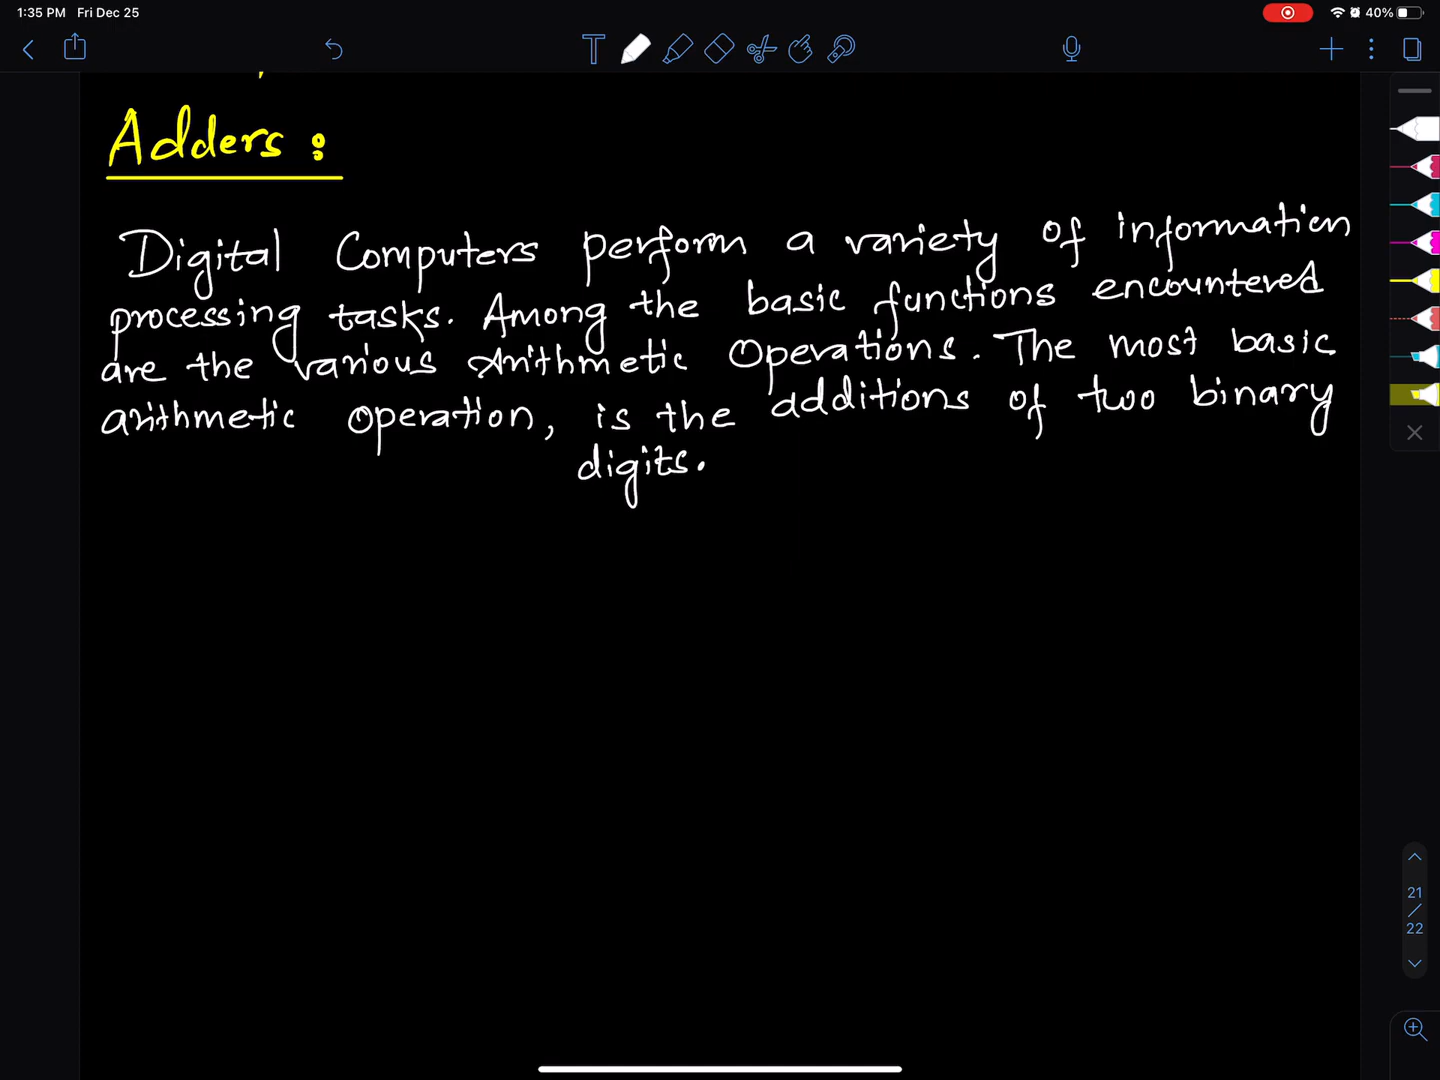 1:35 PM Fri Dec 25
40%
T
Adders :
Digital Computers perform a variety of information
processing tasks. Among the basic functions encountered
are the various arithmetic operations. The most basic
arithmetic operation, is the additions of two binary
digits.
21
/
22